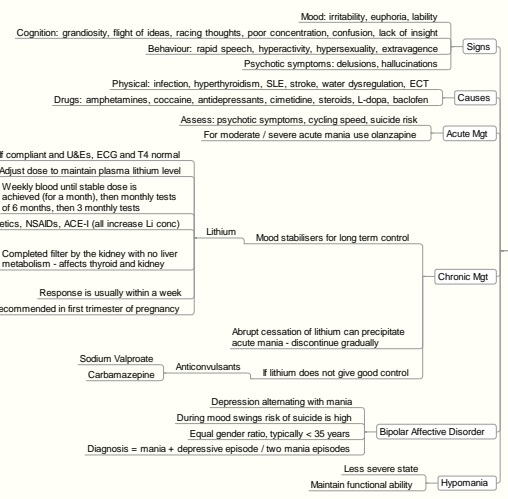 Mood: irritability, euphoria, lability
Cognition: grandiosity, flight of ideas, racing thoughts, poor concentration, confusion, lack of insight
Behaviour: rapid speech, hyperactivity, hypersexuality, extravagence
Psychotic symptoms: delusions, hallucinations
Signs
Physical: infection, hyperthyroidism, SLE, stroke, water dysregulation, ECT
Drugs: amphetamines, coccaine, antidepressants, cimetidine, steroids, L-dopa, baclofen
Causes
Assess: psychotic symptoms, cycling speed, suicide risk
For moderate / severe acute mania use olanzapine
Acute Mgt
If compliant and U&Es, ECG and T4 normal
Adjust dose to maintain plasma lithium level
Weekly blood until stable dose is
achieved (for a month), then monthly tests
of 6 months, then 3 monthly tests
etics, NSAIDs, ACE-I (all increase Li conc)
Completed filter by the kidney with no liver
metabolism - affects thyroid and kidney
Response is usually within a week
ecommended in first trimester of pregnancy
Lithium
Mood stabilisers for long term control
Abrupt cessation of lithium can precipitate
acute mania - discontinue gradually
Sodium Valproate
Carbamazepine
Anticonvulsants
If lithium does not give good control
Chronic Mgt
Depression alternating with mania
During mood swings risk of suicide is high
Equal gender ratio, typically < 35 years
Diagnosis = mania + depressive episode / two mania episodes
Bipolar Affective Disorder
Less severe state
Maintain functional ability
Hypomania